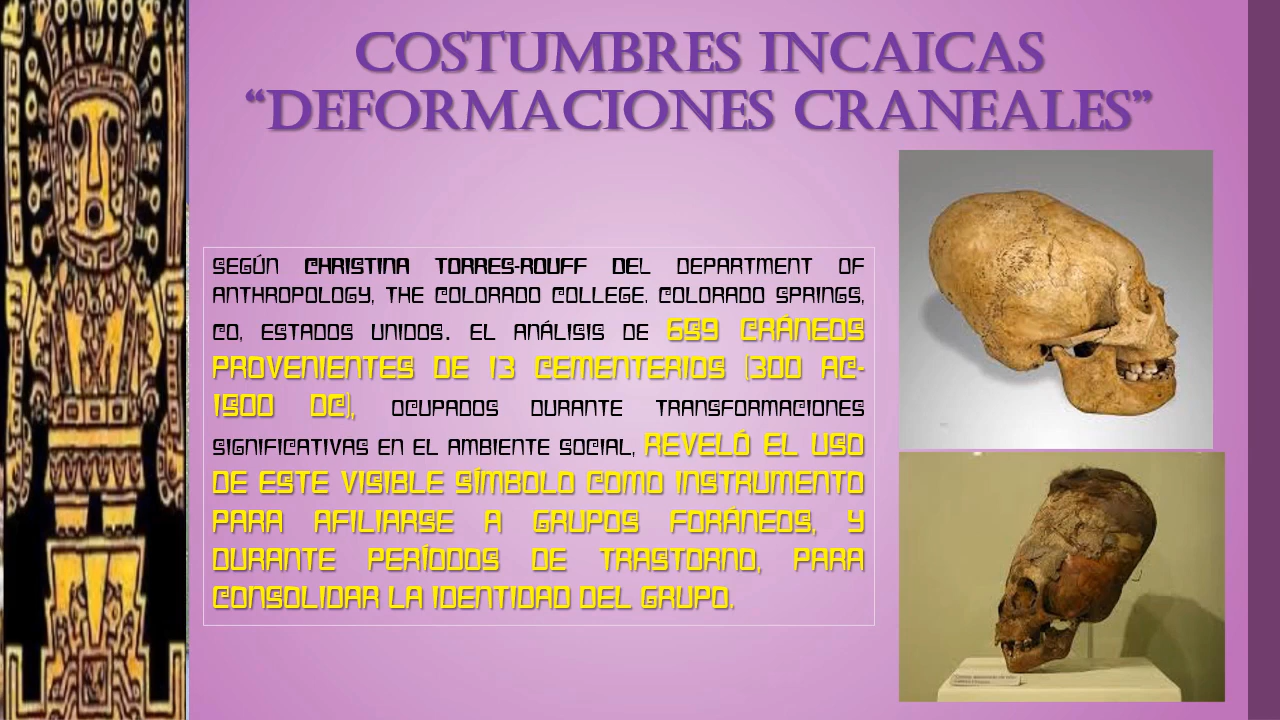 COSTUMBRES INCAICAS
“DEFORMACIONES CRANEALES”
SEGÚN CHRISTINA TORRES-ROUFF DEL DEPARTMENT OF
ANTHROPOLOGY, THE COLORADO COLLEGE. COLORADO SPRINGS,
CO, ESTADOS UNIDOS. EL ANÁLISIS DE 659 CRÁNEOS
PROVENIENTES DE 13 CEMENTERIOS (300 AC-
1500 DC), OCUPADOS DURANTE TRANSFORMACIONES
SIGNIFICATIVAS EN EL AMBIENTE SOCIAL, REVELÓ EL USO
DE ESTE VISIBLE SÍMBOLO COMO INSTRUMENTO
PARA AFILIARSE A GRUPOS FORÁNEOS, Y
DURANTE PERÍODOS DE TRASTORNO, PARA
CONSOLIDAR LA IDENTIDAD DEL GRUPO.